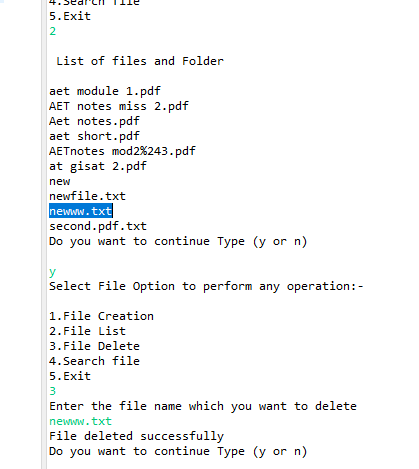 4.Search file
5.Exit
2
List of files and Folder
aet module 1.pdf
AET notes miss 2.pdf
Aet notes.pdf
aet short.pdf
AETnotes mod2%243.pdf
at gisat 2.pdf
new
newfile.txt
newww.txt
second.pdf.txt
Do you want to continue Type (y or n)
y
Select File Option to perform any operation:-
1.File Creation
2.File List
3.File Delete
4.Search file
5.Exit
3
Enter the file name which you want to delete
newww.txt
File deleted successfully
Do you want to continue Type (y or n)